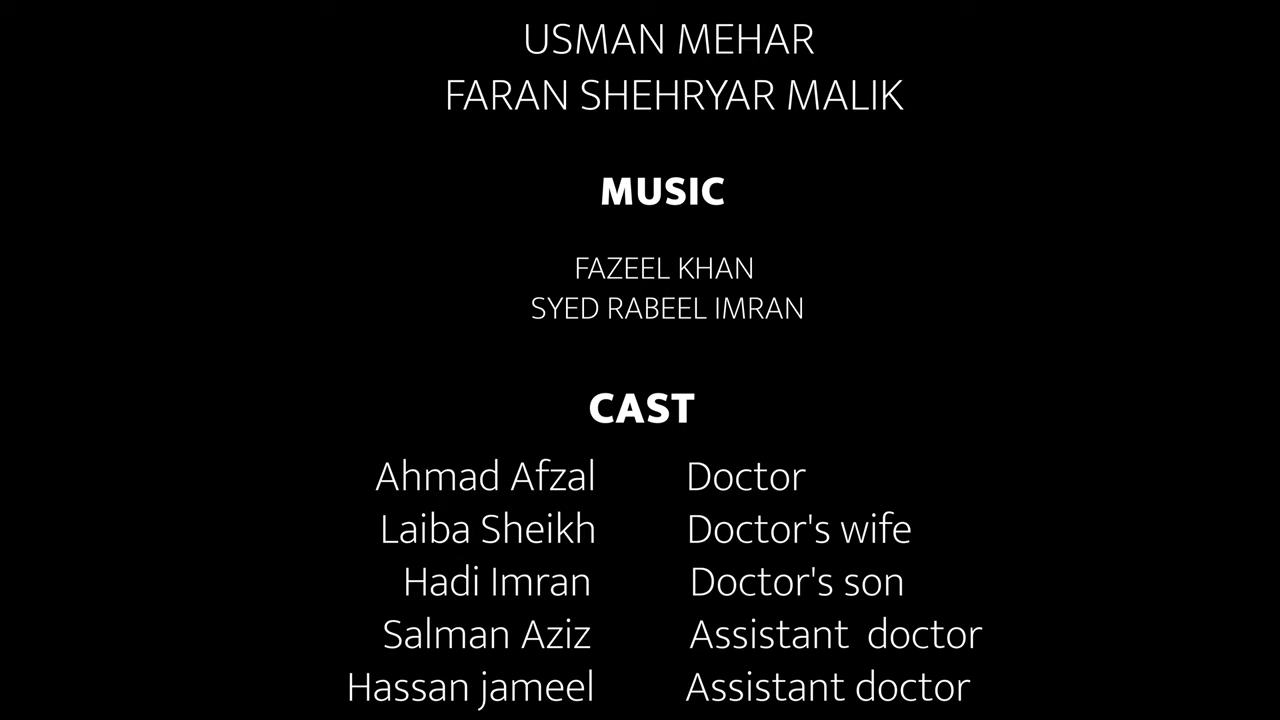 USMAN MEHAR
FARAN SHEHRYAR MALIK
MUSIC
FAZEEL KHAN
SYED RABEEL IMRAN
CAST
Ahmad Afzal Doctor
Laiba Sheikh Doctor's wife
Hadi Imran Doctor's son
Salman Aziz Assistant doctor
Hassan jameel Assistant doctor